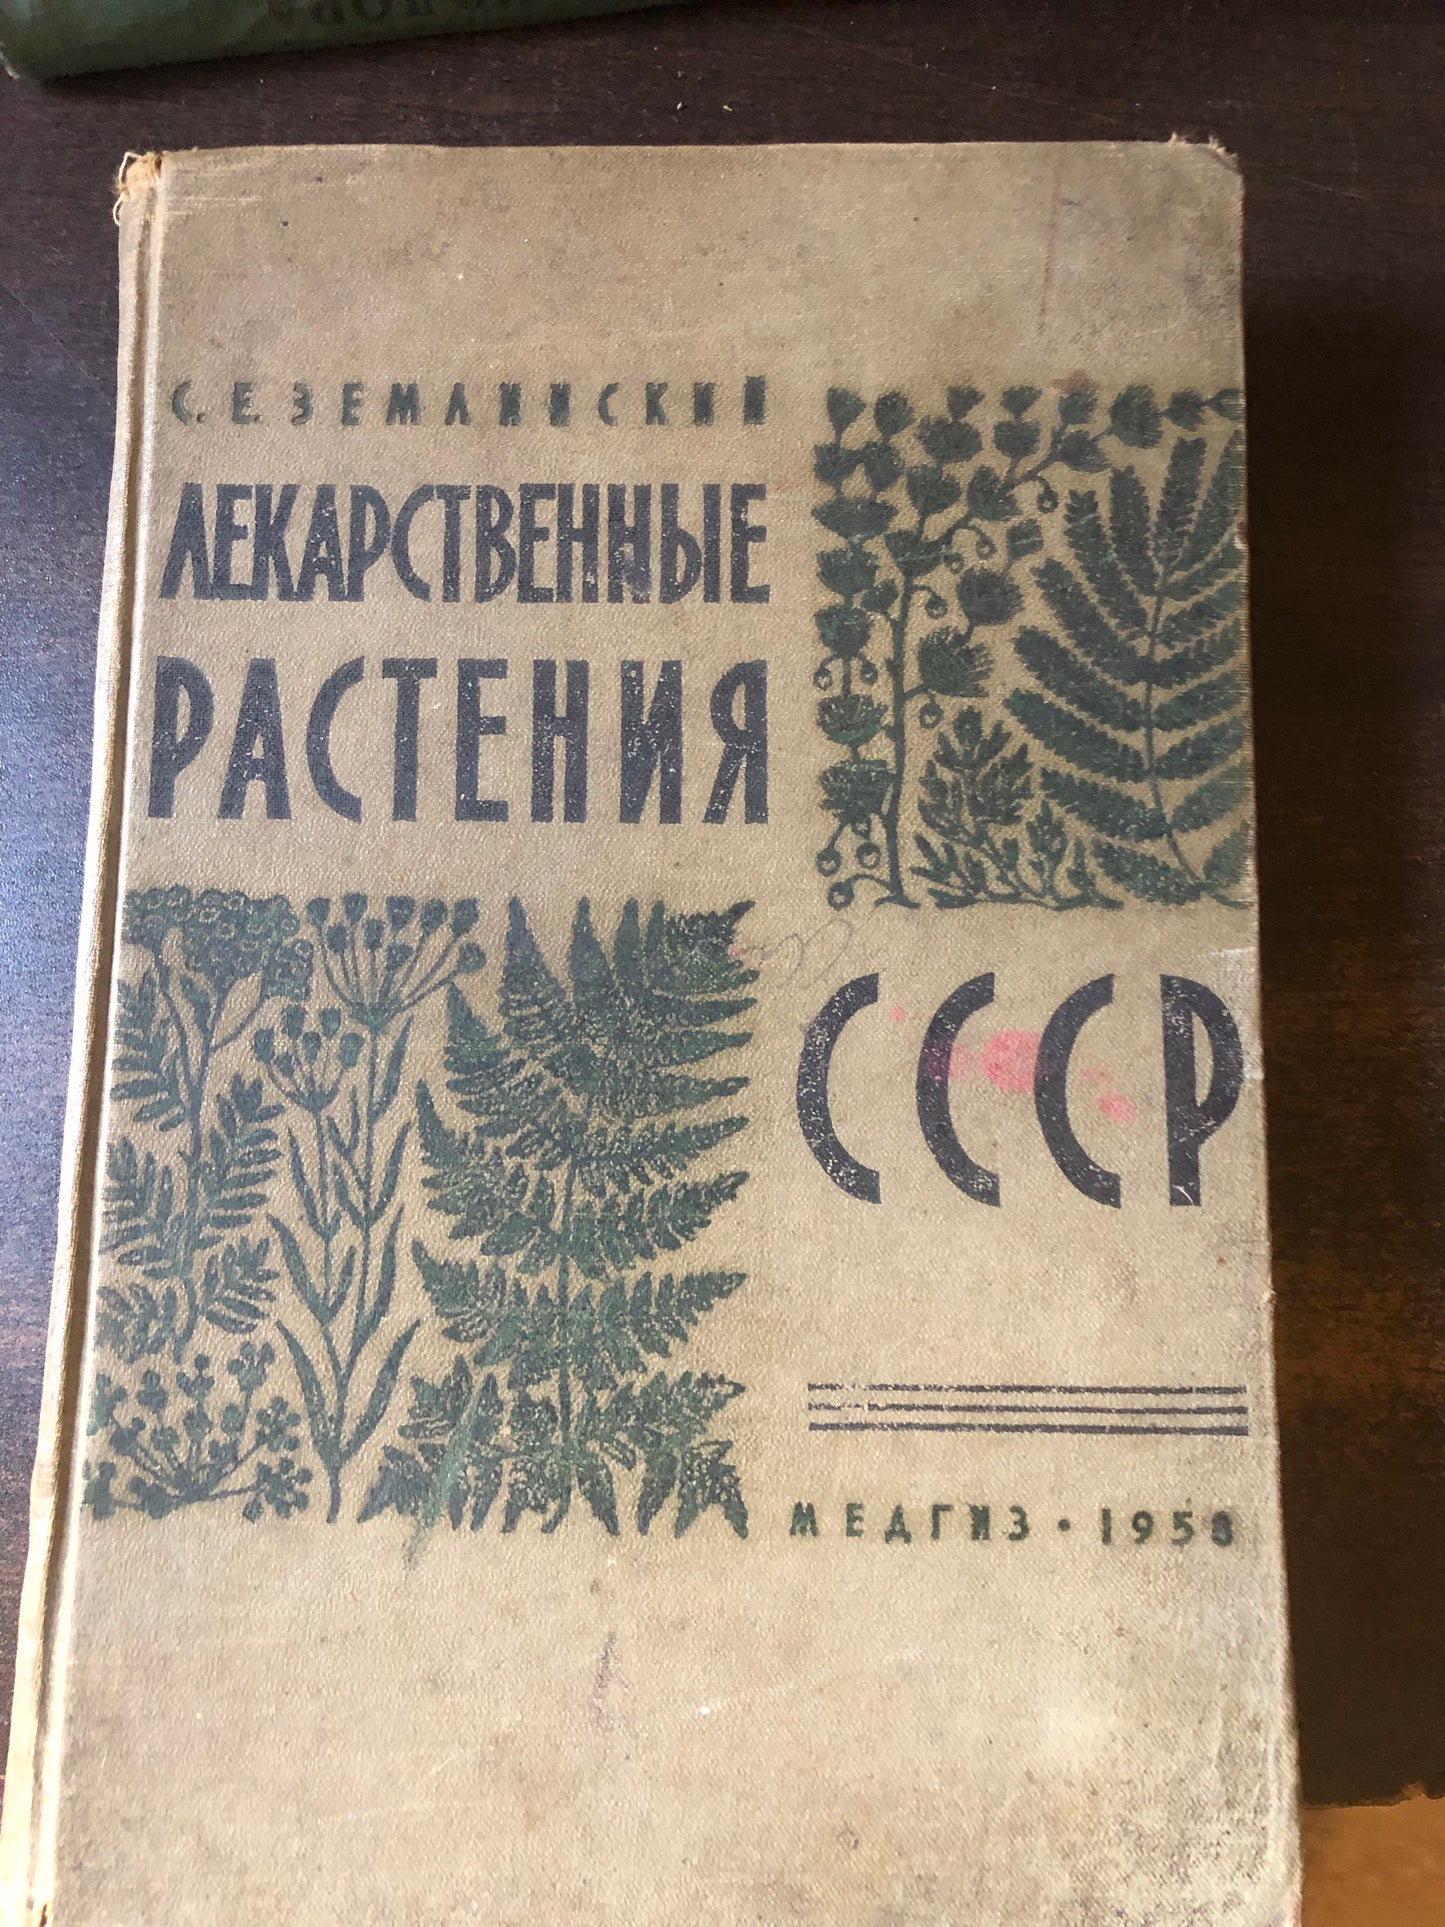 С. Е. ЗЕМЛИНСКИЙ
ЛЕКАРСТВЕННЫЕ
РАСТЕНИЯ
СССР
МЕДГИЗ • 1958